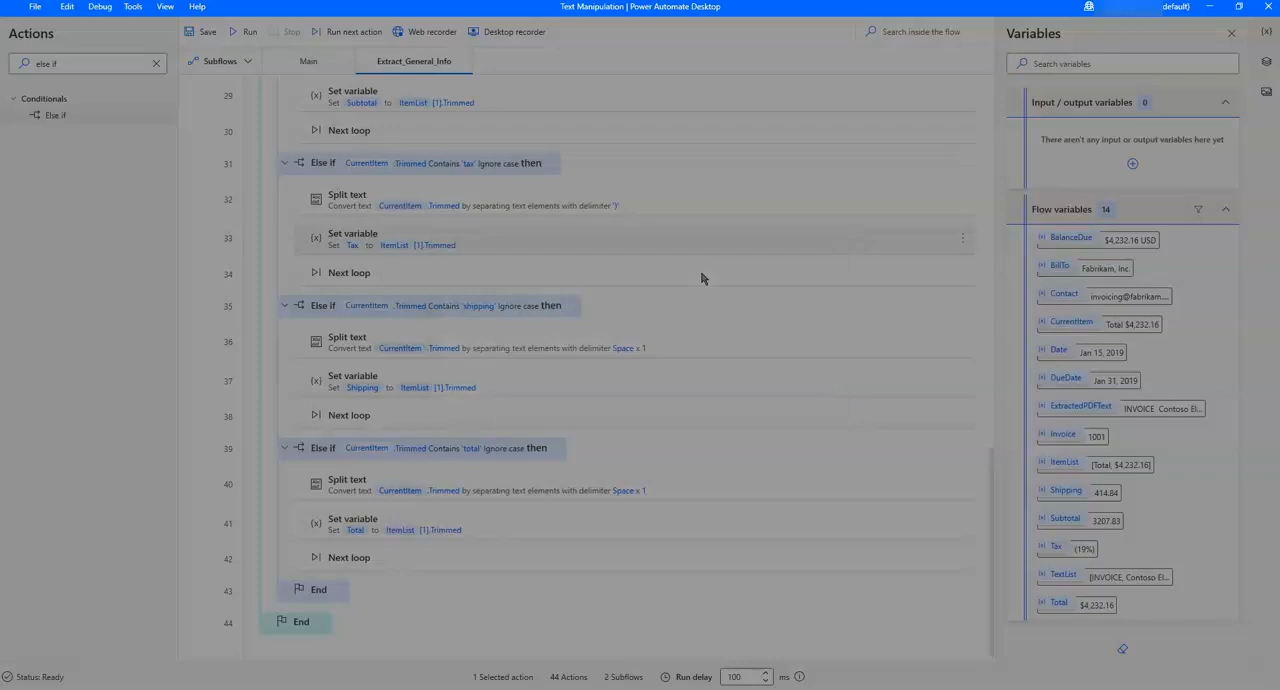 File Edit Debug Tools View Help
Text Manipulation | Power Automate Desktop
default)
Actions
else if
Conditionals
Else if
Save Run Stop Run next action Web recorder Desktop recorder
Search inside the flow
Subflows Main Extract_General_Info
29 Set variable
Set Subtotal to ItemList [1].Trimmed
30 Next loop
31 Else if CurrentItem .Trimmed Contains 'tax' Ignore case then
32 Split text
Convert text CurrentItem .Trimmed by separating text elements with delimiter ')'
33 Set variable
Set Tax to ItemList [1].Trimmed
34 Next loop
35 Else if CurrentItem .Trimmed Contains 'shipping' Ignore case then
36 Split text
Convert text CurrentItem .Trimmed by separating text elements with delimiter Space x 1
37 Set variable
Set Shipping to ItemList [1].Trimmed
38 Next loop
39 Else if CurrentItem .Trimmed Contains 'total' Ignore case then
40 Split text
Convert text CurrentItem .Trimmed by separating text elements with delimiter Space x 1
41 Set variable
Set Total to ItemList [1].Trimmed
42 Next loop
43 End
44 End
Variables
Search variables
Input / output variables 0
There aren't any input or output variables here yet
Flow variables 14
BalanceDue $4,232.16 USD
BillTo Fabrikam, Inc.
Contact invoicing@fabrikam....
CurrentItem Total $4,232.16
Date Jan 15, 2019
DueDate Jan 31, 2019
ExtractedPDFText INVOICE Contoso El...
Invoice 1001
ItemList [Total, $4,232.16]
Shipping 414.84
Subtotal 3207.83
Tax (19%)
TextList [INVOICE, Contoso El...
Total $4,232.16
Status: Ready
1 Selected action 44 Actions 2 Subflows Run delay 100 ms